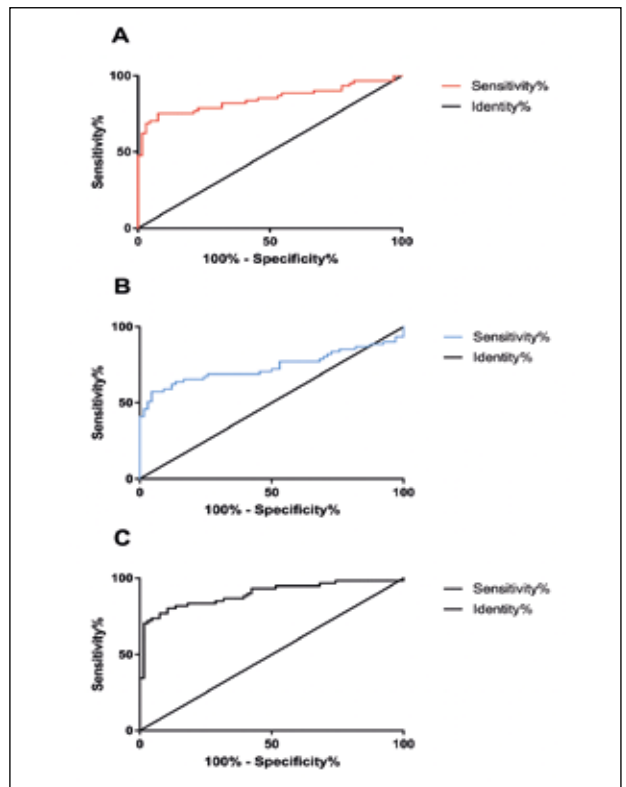 A
100
50
0
Sensitivity%
0 50 100
100% - Specificity%
Sensitivity%
Identity%
B
100
50
0
Sensitivity%
0 50 100
100% - Specificity%
Sensitivity%
Identity%
C
100
50
0
Sensitivity%
0 50 100
100% - Specificity%
Sensitivity%
Identity%